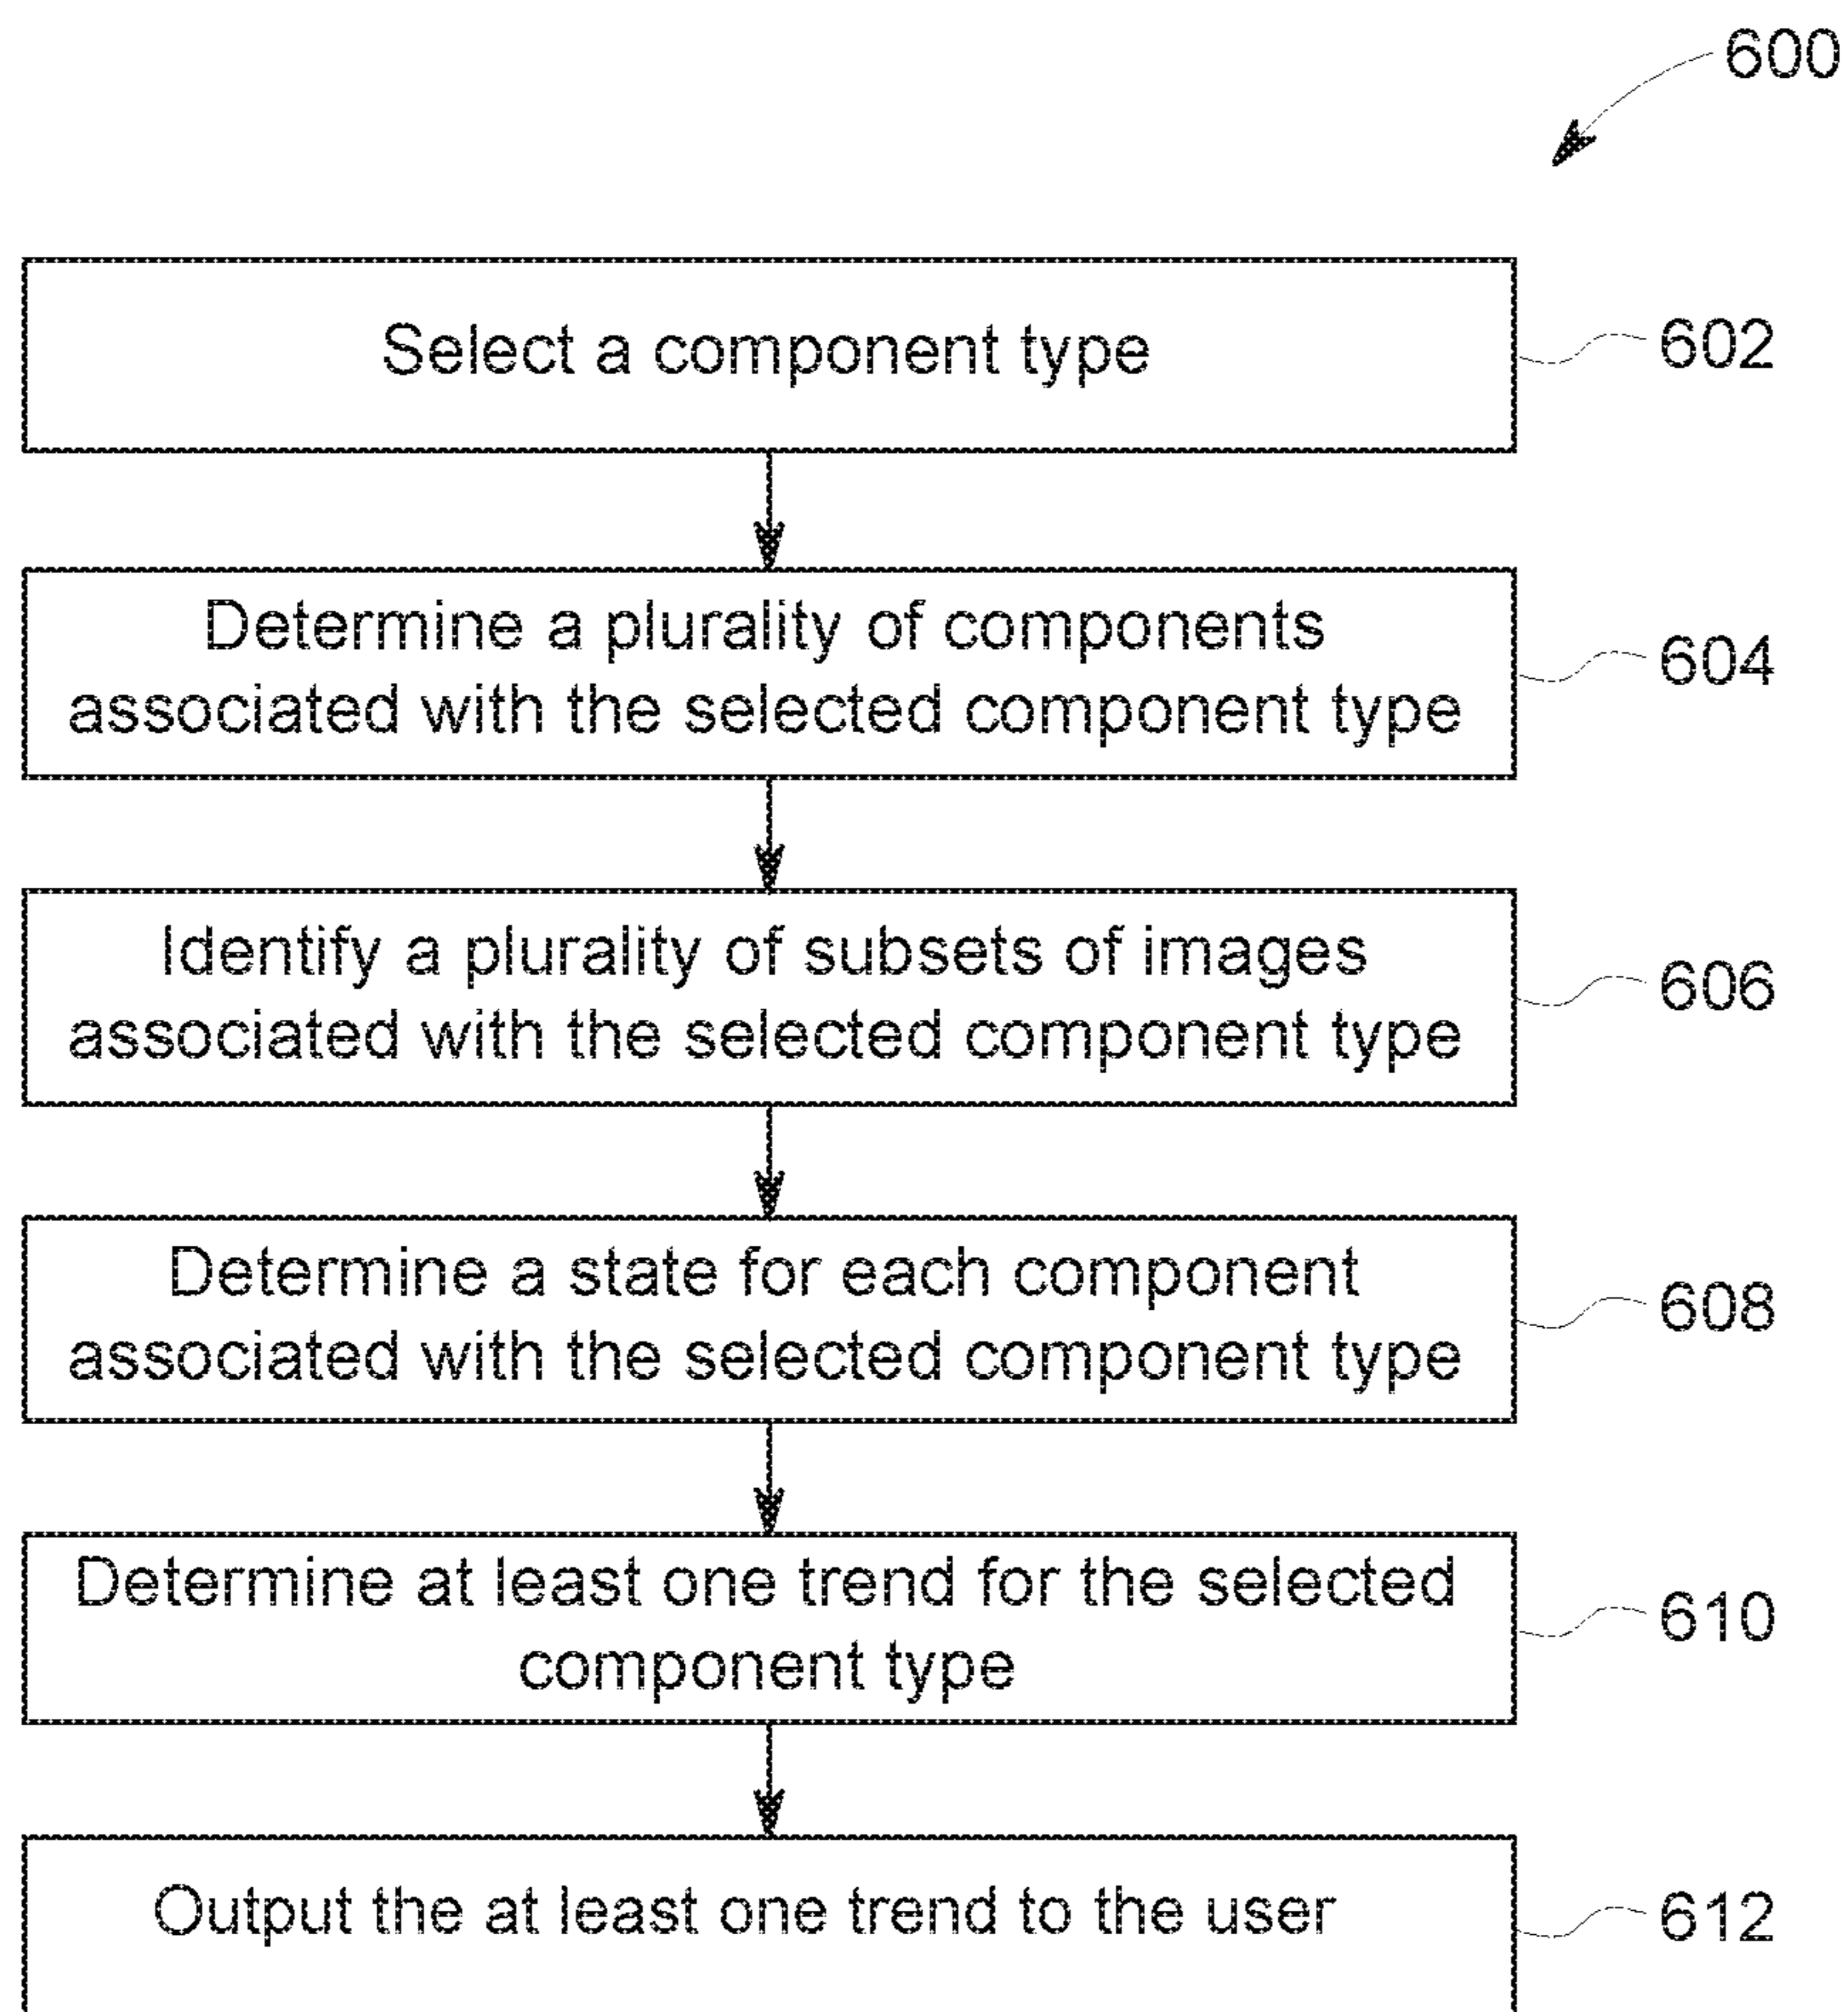 600
Select a component type
602
Determine a plurality of components
associated with the selected component type
604
Identify a plurality of subsets of images
associated with the selected component type
606
Determine a state for each component
associated with the selected component type
608
Determine at least one trend for the selected
component type
610
Output the at least one trend to the user
612